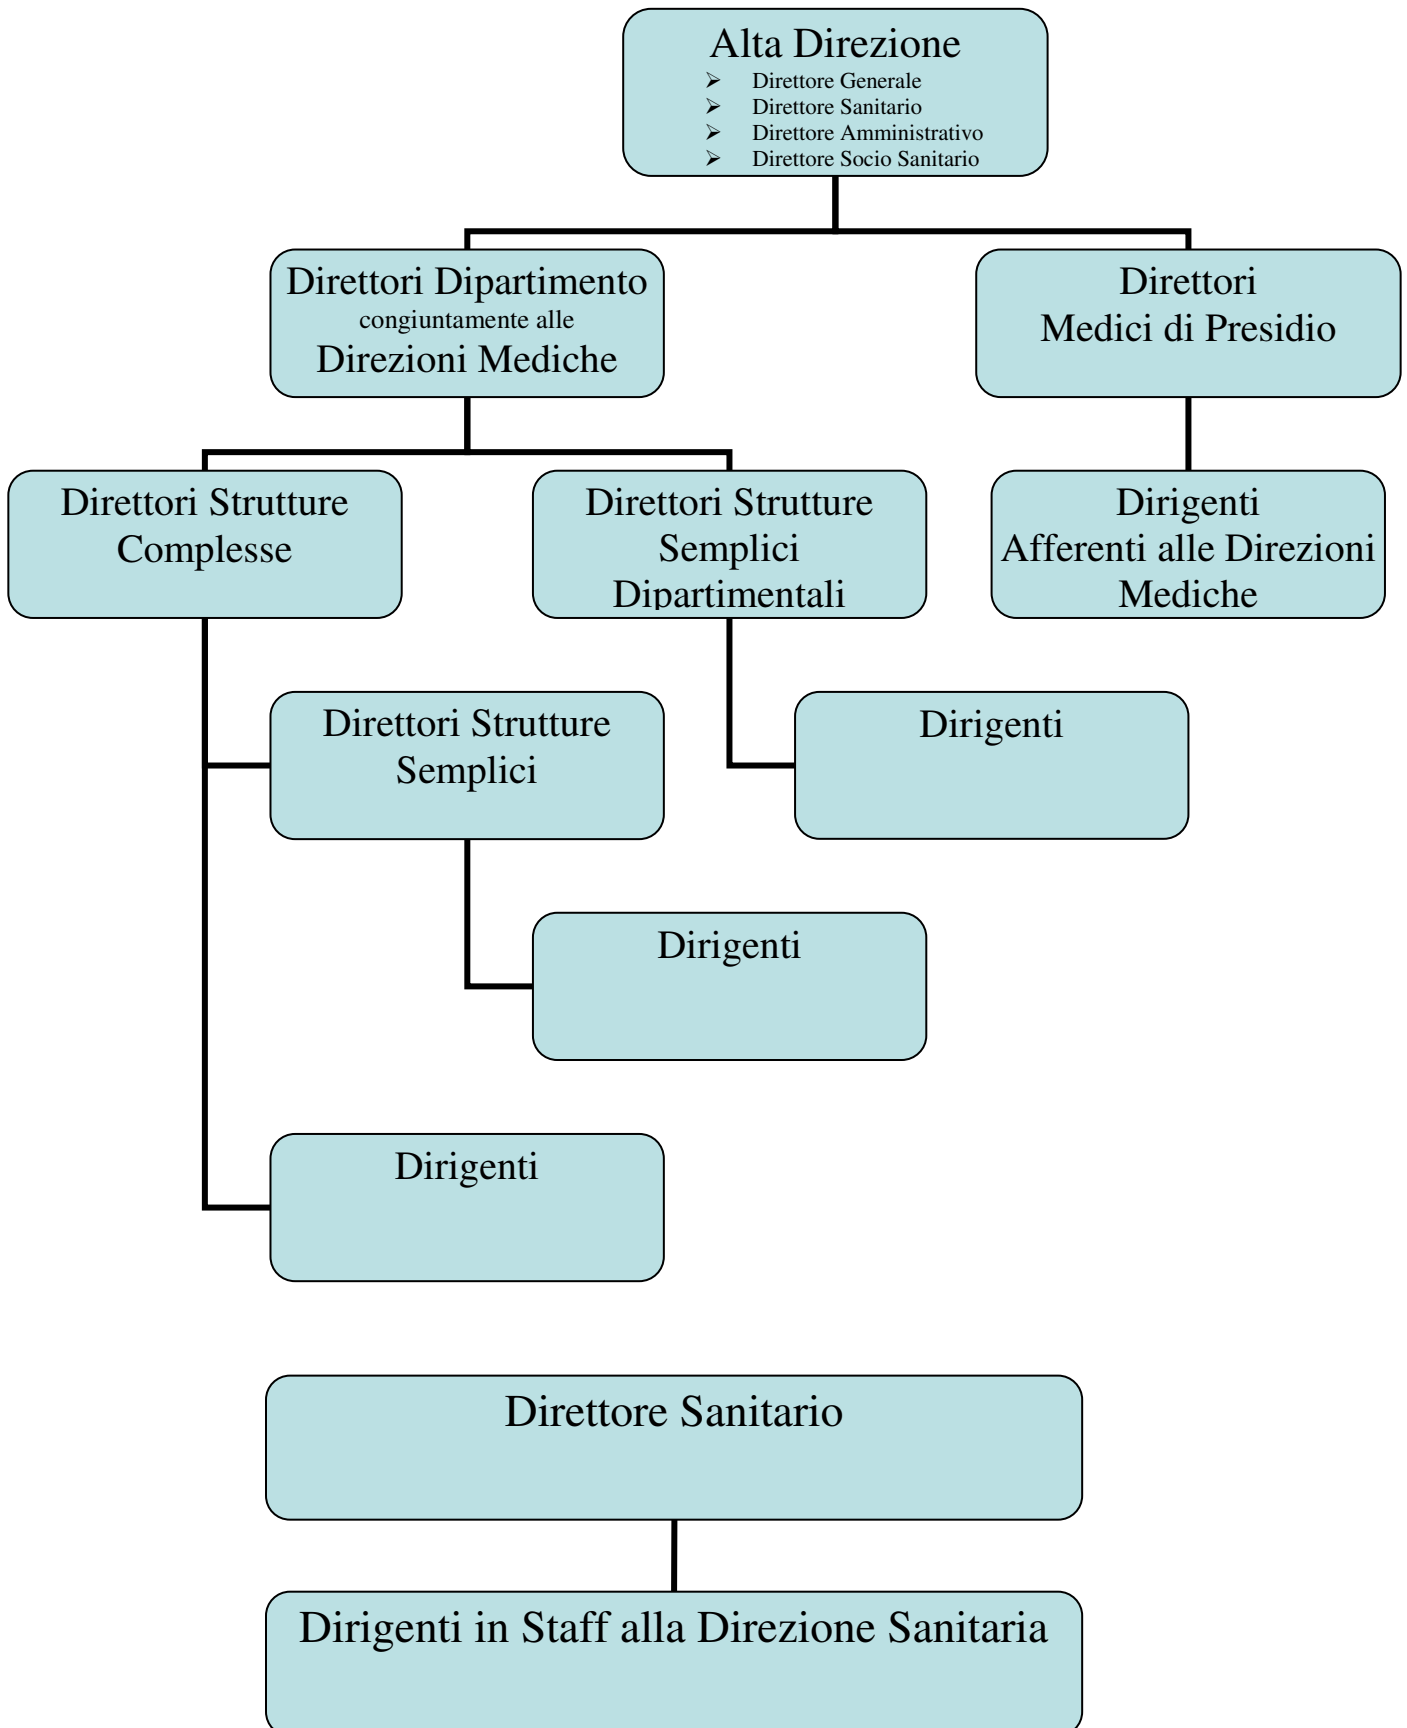 Alta Direzione
➢ Direttore Generale
➢ Direttore Sanitario
➢ Direttore Amministrativo
➢ Direttore Socio Sanitario
Direttori Dipartimento
congiuntamente alle
Direzioni Mediche
Direttori
Medici di Presidio
Direttori Strutture
Complesse
Direttori Strutture
Semplici
Dipartimentali
Dirigenti
Afferenti alle Direzioni
Mediche
Direttori Strutture
Semplici
Dirigenti
Dirigenti
Dirigenti
Direttore Sanitario
Dirigenti in Staff alla Direzione Sanitaria